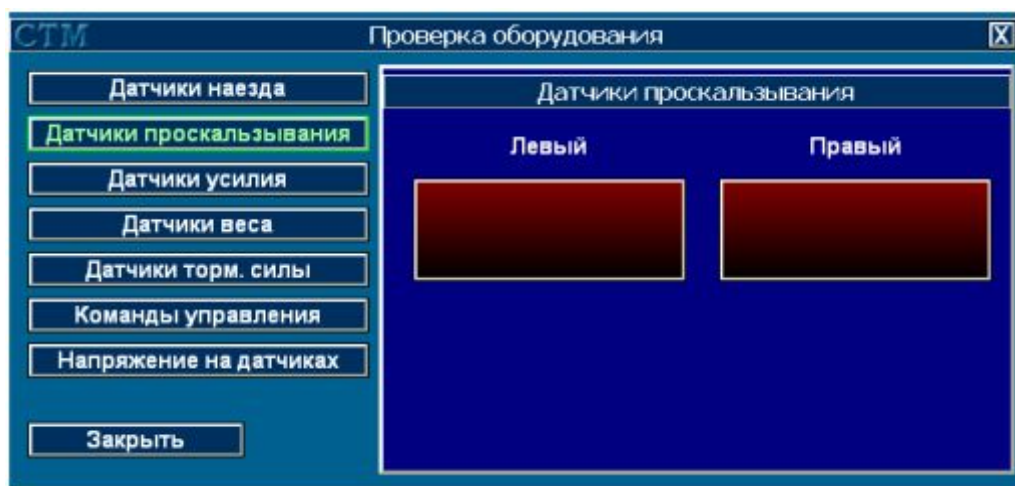 СТМ
Проверка оборудования
X
Датчики наезда
Датчики проскальзывания
Датчики усилия
Датчики веса
Датчики торм. силы
Команды управления
Напряжение на датчиках
Закрыть
Датчики проскальзывания
Левый
Правый